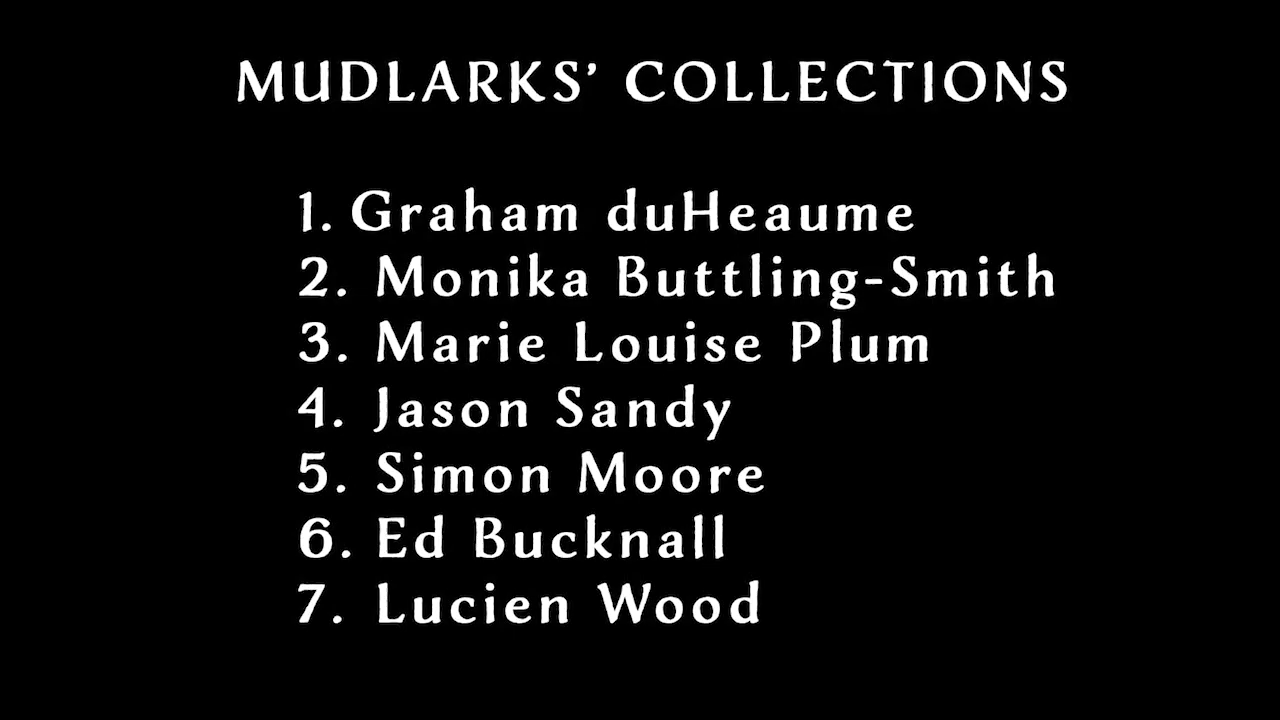 MUDLARKS’ COLLECTIONS
1. Graham duHeaume
2. Monika Buttling-Smith
3. Marie Louise Plum
4. Jason Sandy
5. Simon Moore
6. Ed Bucknall
7. Lucien Wood